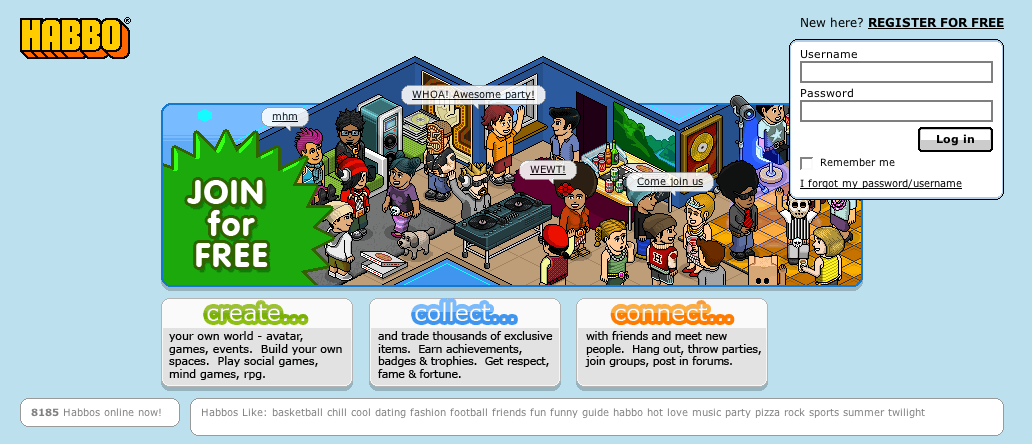 HABBO®
New here? REGISTER FOR FREE
Username
Password
Log in
Remember me
I forgot my password/username
WHOA! Awesome party!
mhm
WEWT!
Come join us
JOIN
for
FREE
create...
your own world - avatar,
games, events. Build your own
spaces. Play social games,
mind games, rpg.
collect...
and trade thousands of exclusive
items. Earn achievements,
badges & trophies. Get respect,
fame & fortune.
connect...
with friends and meet new
people. Hang out, throw parties,
join groups, post in forums.
8185 Habbos online now!
Habbos Like: basketball chill cool dating fashion football friends fun funny guide habbo hot love music party pizza rock sports summer twilight